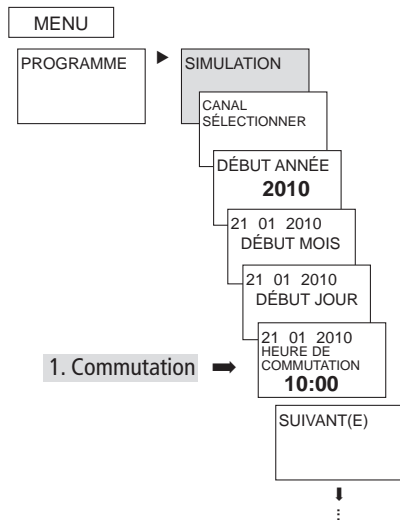 MENU
PROGRAMME
SIMULATION
CANAL
SÉLECTIONNER
DÉBUT ANNÉE
2010
21 01 2010
DÉBUT MOIS
21 01 2010
DÉBUT JOUR
21 01 2010
HEURE DE
COMMUTATION
10:00
1. Commutation
SUIVANT(E)